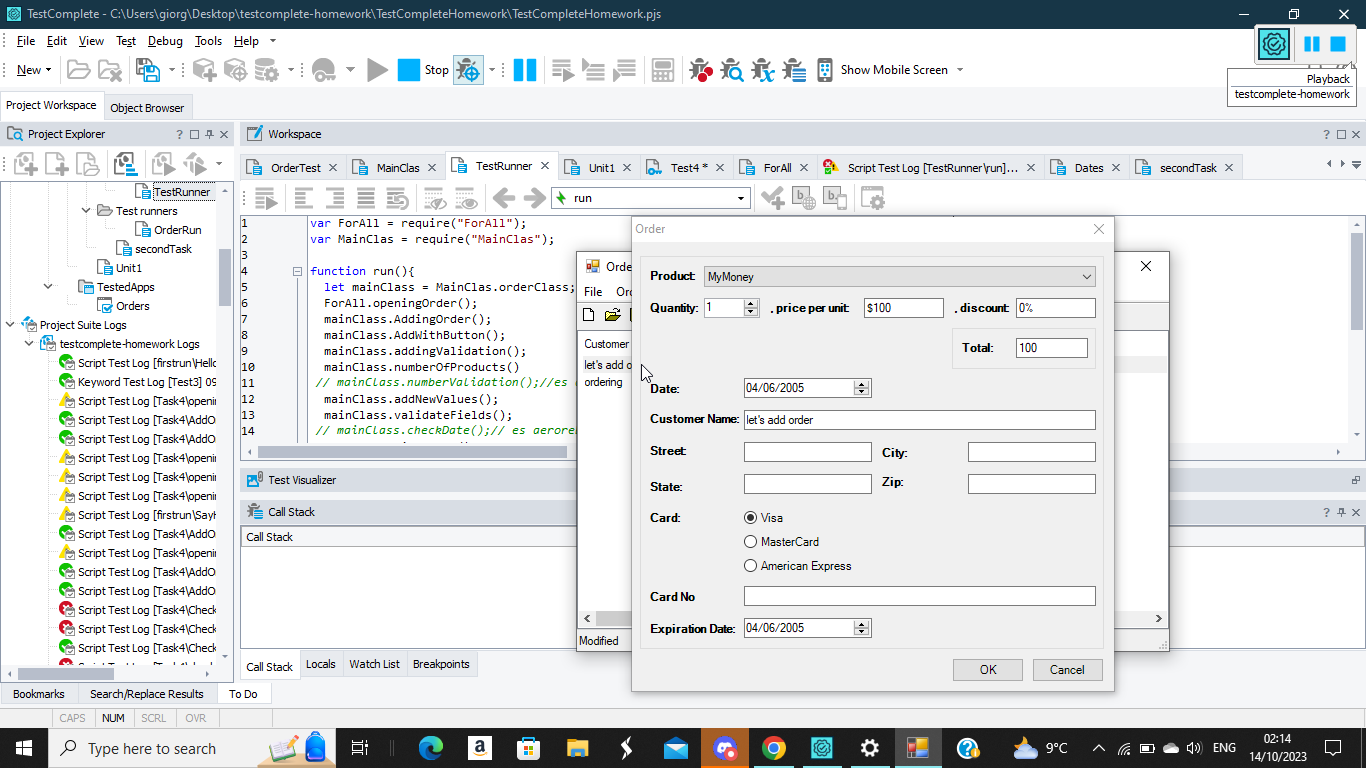 TestComplete - C:\Users\giorg\Desktop\testcomplete-homework\TestCompleteHomework\TestCompleteHomework.pjs
File Edit View Test Debug Tools Help
New Stop Show Mobile Screen
Playback
testcomplete-homework
Project Workspace Object Browser
Project Explorer
Workspace
OrderTest MainClas TestRunner Unit1 Test4 * ForAll Script Test Log [TestRunner\run]... Dates secondTask
run
TestRunner
Test runners
OrderRun
secondTask
Unit1
TestedApps
Orders
Project Suite Logs
testcomplete-homework Logs
Script Test Log [firstrun\Hello
Keyword Test Log [Test3] 09
Script Test Log [Task4\openi
Script Test Log [Task4\AddO
Script Test Log [Task4\AddO
Script Test Log [Task4\openi
Script Test Log [Task4\openi
Script Test Log [Task4\openi
Script Test Log [firstrun\SayH
Script Test Log [Task4\AddO
Script Test Log [Task4\openi
Script Test Log [Task4\AddO
Script Test Log [Task4\AddO
Script Test Log [Task4\Check
Script Test Log [Task4\Check
Script Test Log [Task4\Check
1 var ForAll = require("ForAll");
2 var MainClas = require("MainClas");
3
4 function run(){
5 let mainClass = MainClas.orderClass;
6 ForAll.openingOrder();
7 mainClass.AddingOrder();
8 mainClass.AddWithButton();
9 mainClass.addingValidation();
10 mainClass.numberOfProducts()
11 // mainClass.numberValidation();//es
12 mainClass.addNewValues();
13 mainClass.validateFields();
14 // mainClass.checkDate();// es
Test Visualizer
Call Stack
Call Stack
Call Stack Locals Watch List Breakpoints
Bookmarks Search/Replace Results To Do
CAPS NUM SCRL OVR
File
Customer
let's add
ordering
Modified
Order
Product: MyMoney
Quantity: 1 , price per unit: $100 , discount: 0%
Total: 100
Date: 04/06/2005
Customer Name: let's add order
Street: City:
State: Zip:
Card: Visa
MasterCard
American Express
Card No
Expiration Date: 04/06/2005
OK Cancel
Type here to search
9°C ENG
02:14
14/10/2023